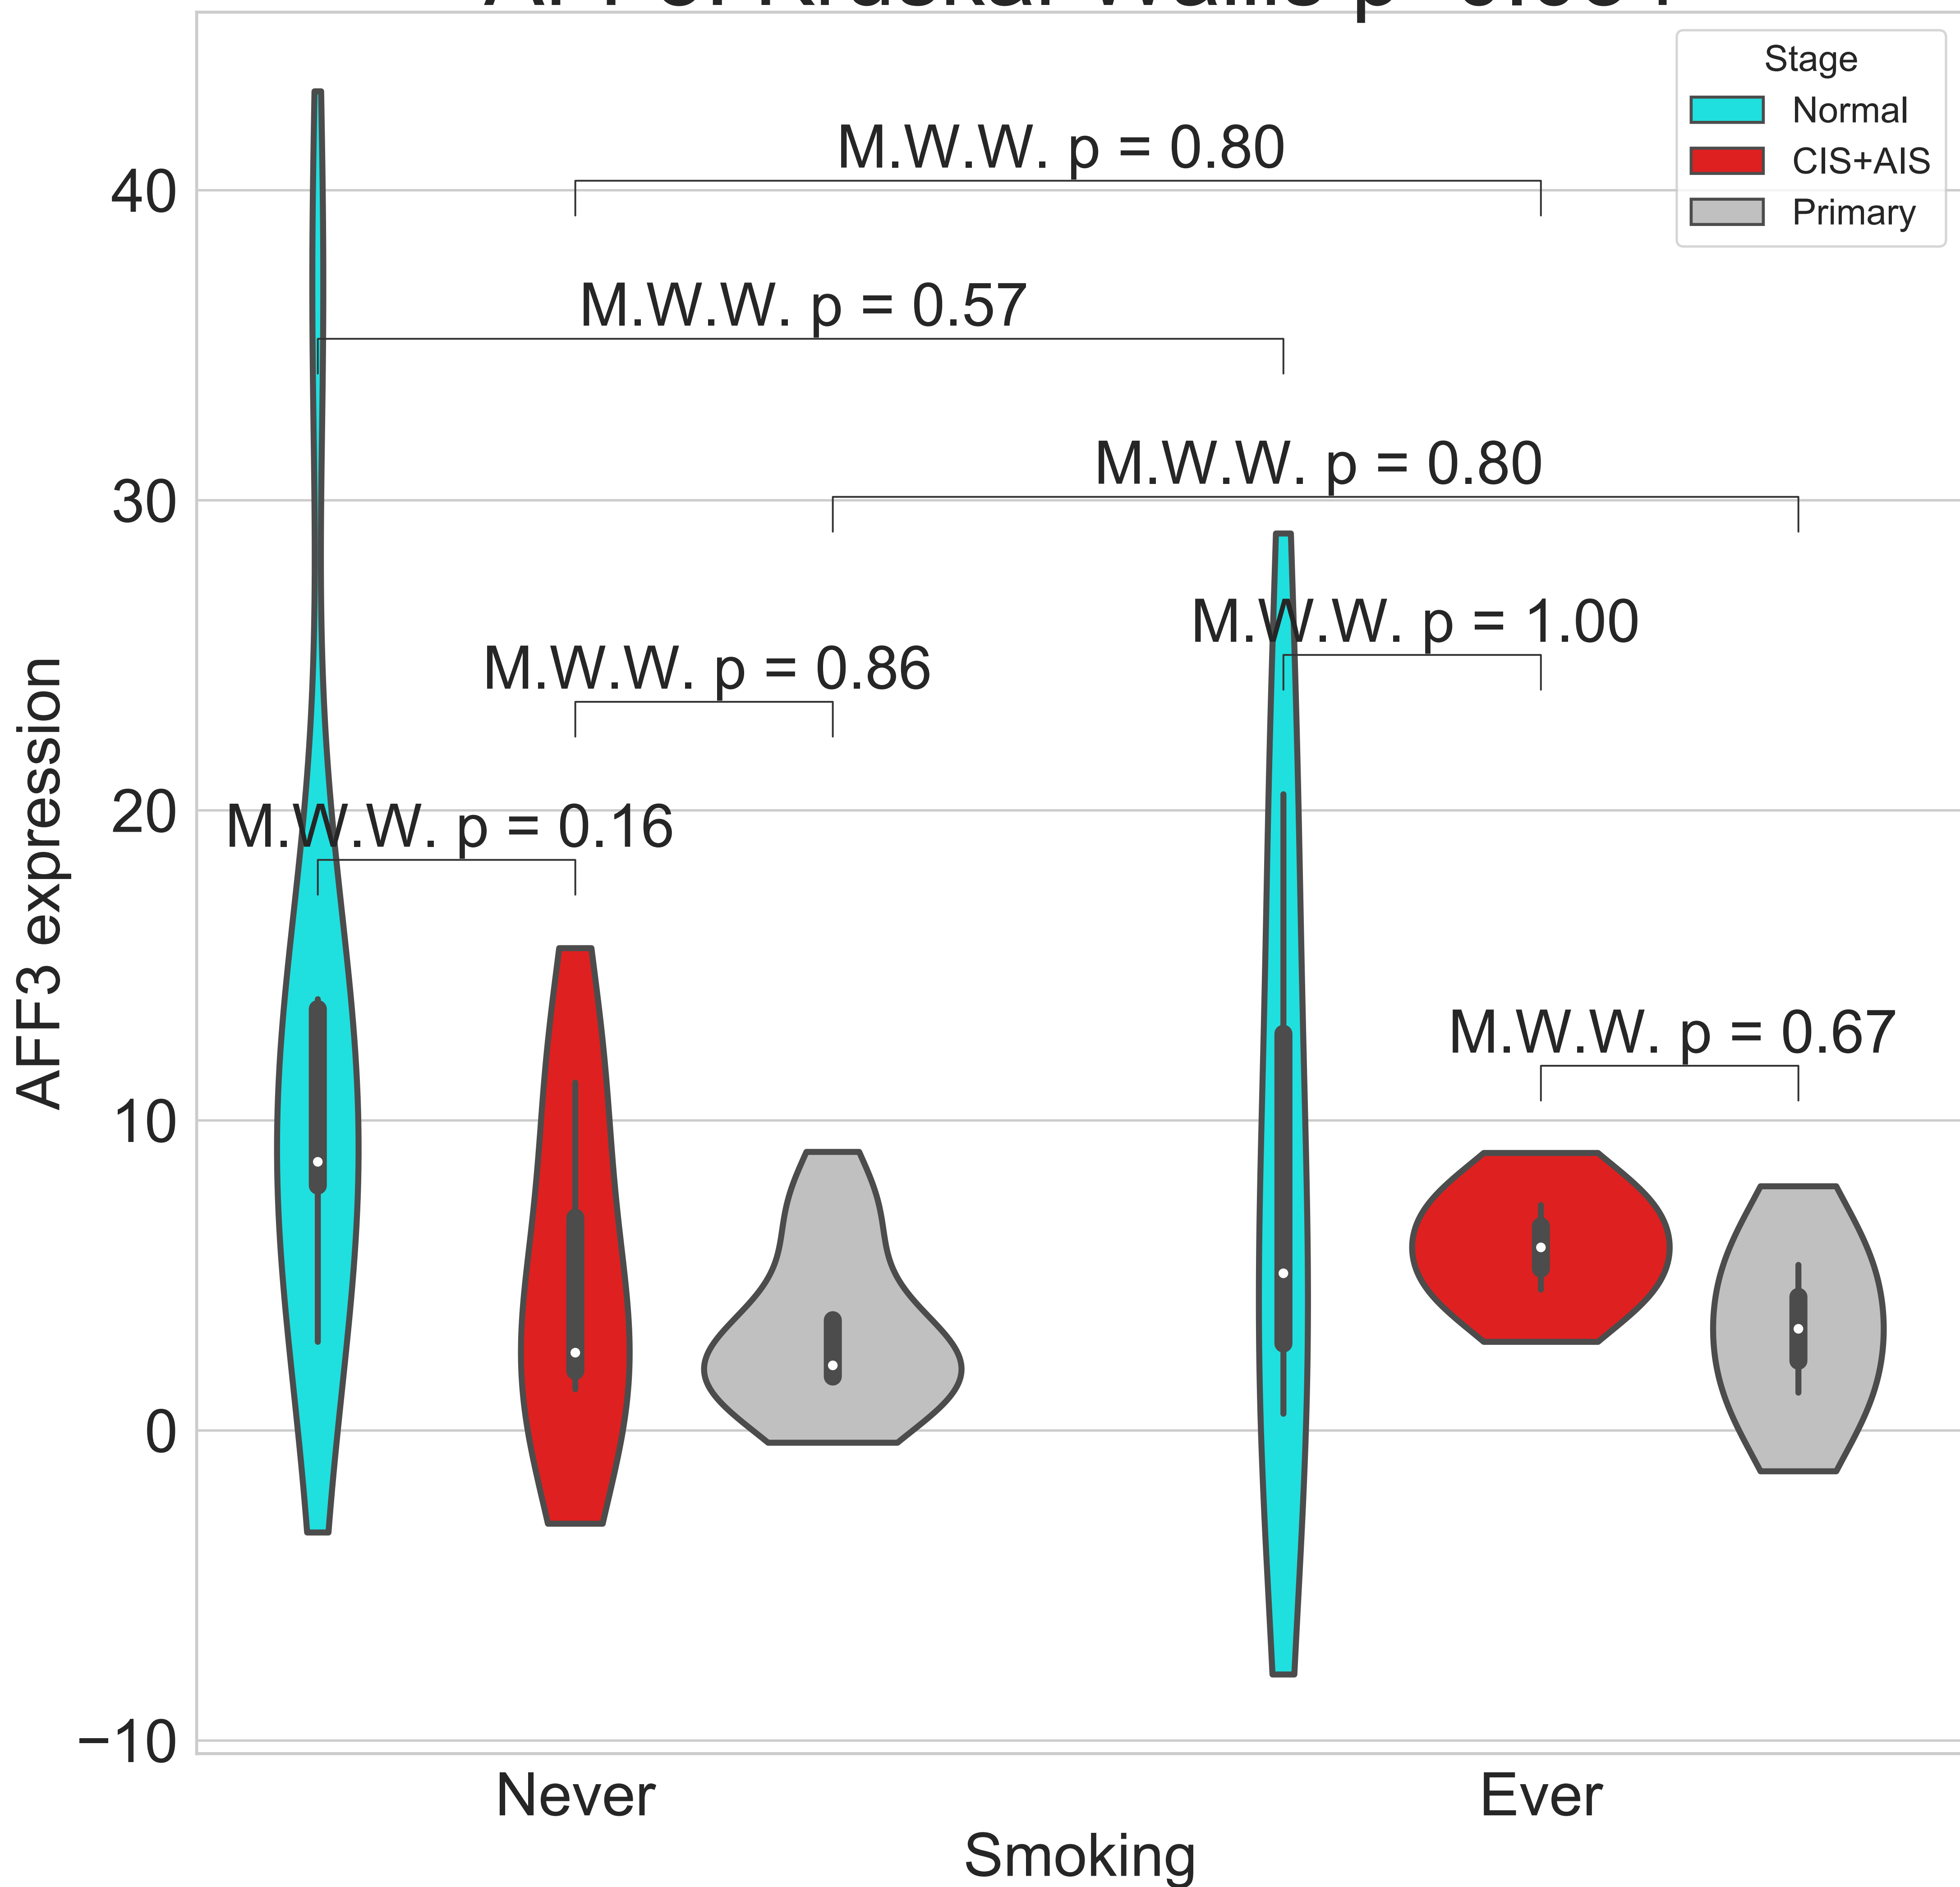 Stage
Normal
CIS+AIS
Primary
M.W.W. p = 0.80
M.W.W. p = 0.57
M.W.W. p = 0.80
M.W.W. p = 1.00
M.W.W. p = 0.86
M.W.W. p = 0.16
M.W.W. p = 0.67
AFF3 expression
40
30
20
10
0
−10
Never
Ever
Smoking